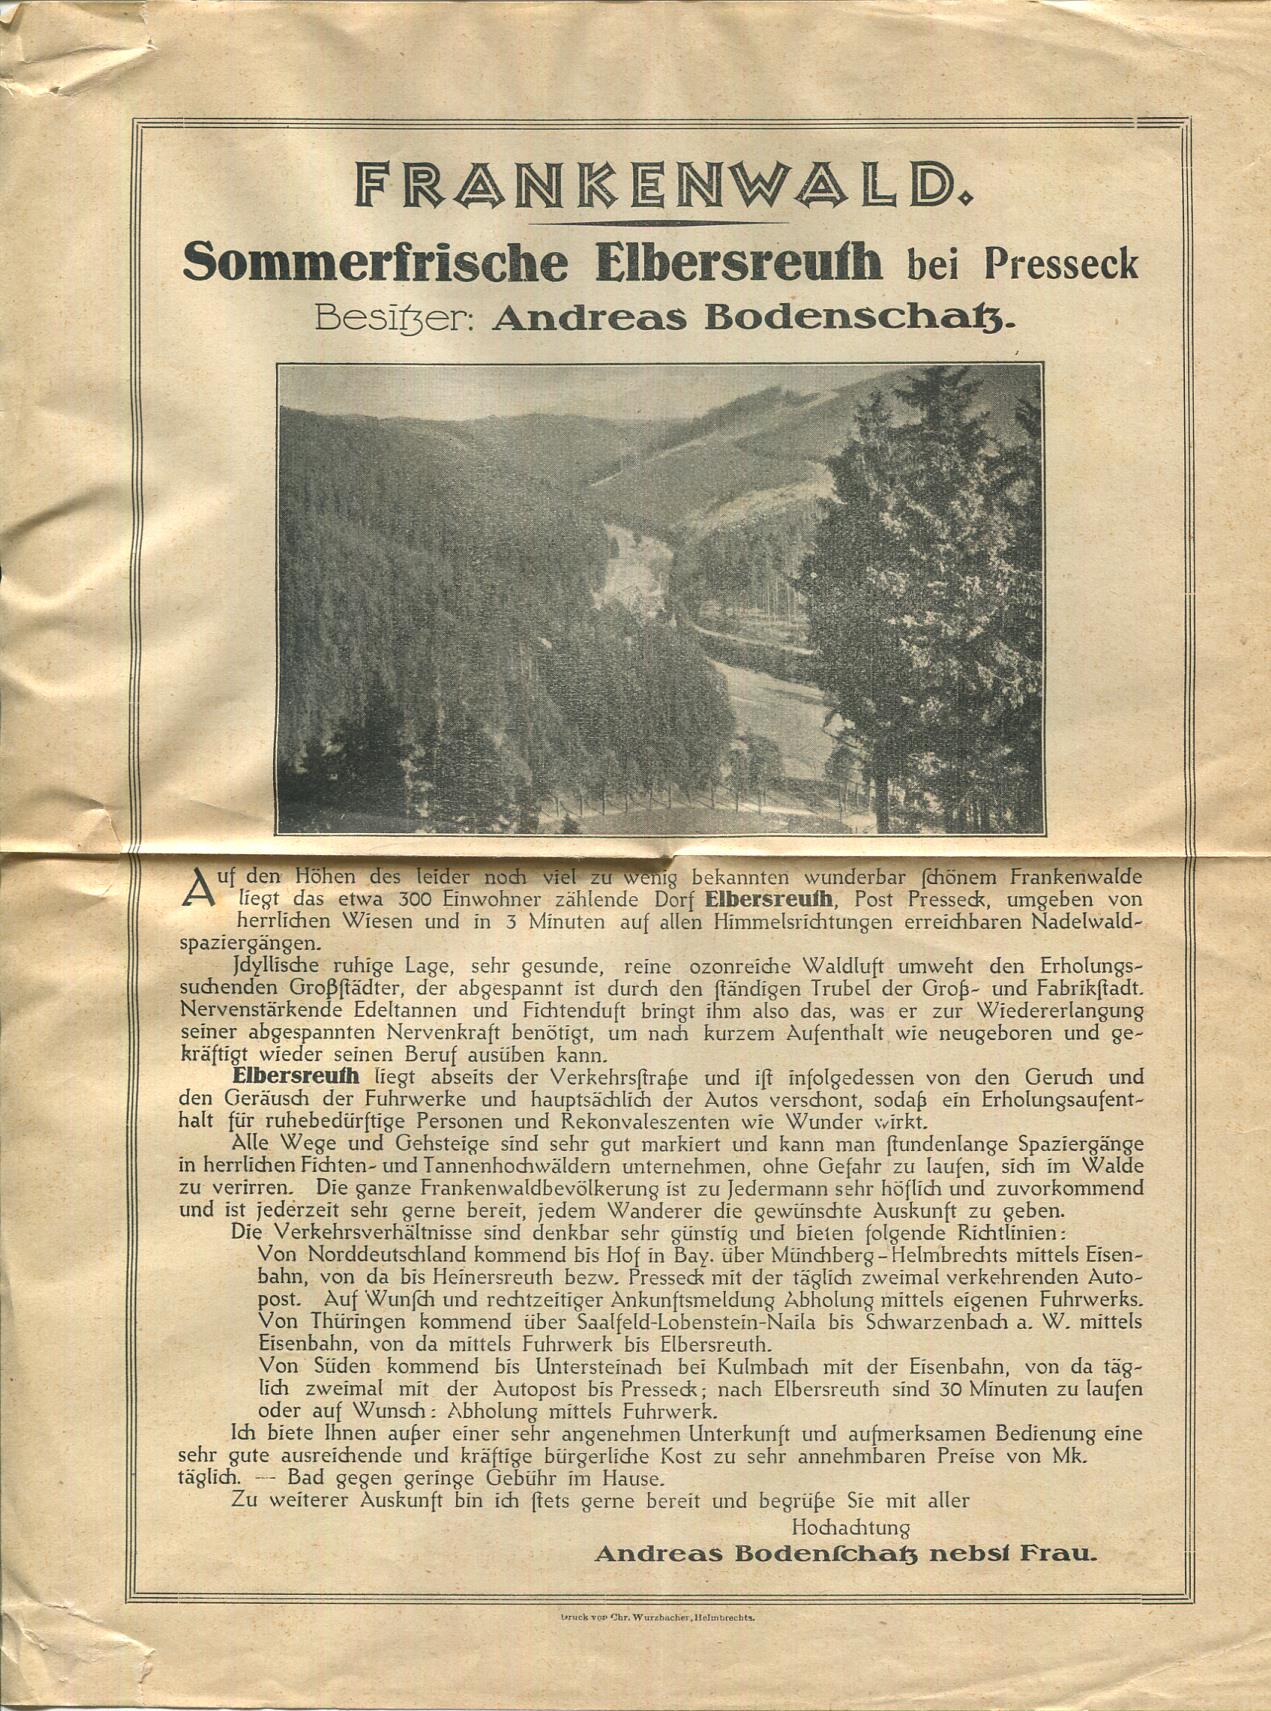 FRANKENWALD.
Sommerfrische Elbersreuth bei Presseck
Besitzer: Andreas Bodenschatz.
Auf den Höhen des leider noch viel zu wenig bekannten wunderbar schönem Frankenwalde
liegt das etwa 300 Einwohner zählende Dorf Elbersreuth, Post Presseck, umgeben von
herrlichen Wiesen und in 3 Minuten auf allen Himmelsrichtungen erreichbaren Nadelwald-
spaziergängen.
Jdyllische ruhige Lage, sehr gesunde, reine ozonreiche Waldluft umweht den Erholungs-
suchenden Großstädter, der abgespannt ist durch den ständigen Trubel der Groß- und Fabrikstadt.
Nervenstärkende Edeltannen und Fichtenduft bringt ihm also das, was er zur Wiedererlangung
seiner abgespannten Nervenkraft benötigt, um nach kurzem Aufenthalt wie neugeboren und ge-
kräftigt wieder seinen Beruf ausüben kann.
Elbersreuth liegt abseits der Verkehrsstraße und ist infolgedessen von den Geruch und
den Geräusch der Fuhrwerke und hauptsächlich der Autos verschont, sodaß ein Erholungsaufent-
halt für ruhebedürftige Personen und Rekonvaleszenten wie Wunder wirkt.
Alle Wege und Gehsteige sind sehr gut markiert und kann man stundenlange Spaziergänge
in herrlichen Fichten- und Tannenhochwäldern unternehmen, ohne Gefahr zu laufen, sich im Walde
zu verirren. Die ganze Frankenwaldbevölkerung ist zu Jedermann sehr höflich und zuvorkommend
und ist jederzeit sehr gerne bereit, jedem Wanderer die gewünschte Auskunft zu geben.
Die Verkehrsverhältnisse sind denkbar sehr günstig und bieten folgende Richtlinien:
Von Norddeutschland kommend bis Hof in Bay. über Münchberg-Helmbrechts mittels Eisen-
bahn, von da bis Heinersreuth bezw. Presseck mit der täglich zweimal verkehrenden Auto-
post. Auf Wunsch und rechtzeitiger Ankunftsmeldung Abholung mittels eigenen Fuhrwerks.
Von Thüringen kommend über Saalfeld-Lobenstein-Naila bis Schwarzenbach a. W. mittels
Eisenbahn, von da mittels Fuhrwerk bis Elbersreuth.
Von Süden kommend bis Untersteinach bei Kulmbach mit der Eisenbahn, von da täg-
lich zweimal mit der Autopost bis Presseck; nach Elbersreuth sind 30 Minuten zu laufen
oder auf Wunsch: Abholung mittels Fuhrwerk.
Ich biete Ihnen außer einer sehr angenehmen Unterkunft und aufmerksamen Bedienung eine
sehr gute ausreichende und kräftige bürgerliche Kost zu sehr annehmbaren Preise von Mk.
täglich. — Bad gegen geringe Gebühr im Hause.
Zu weiterer Auskunft bin ich stets gerne bereit und begrüße Sie mit aller
Hochachtung
Andreas Bodenschatz nebst Frau.
Druck von Chr. Wurzbacher, Helmbrechts.